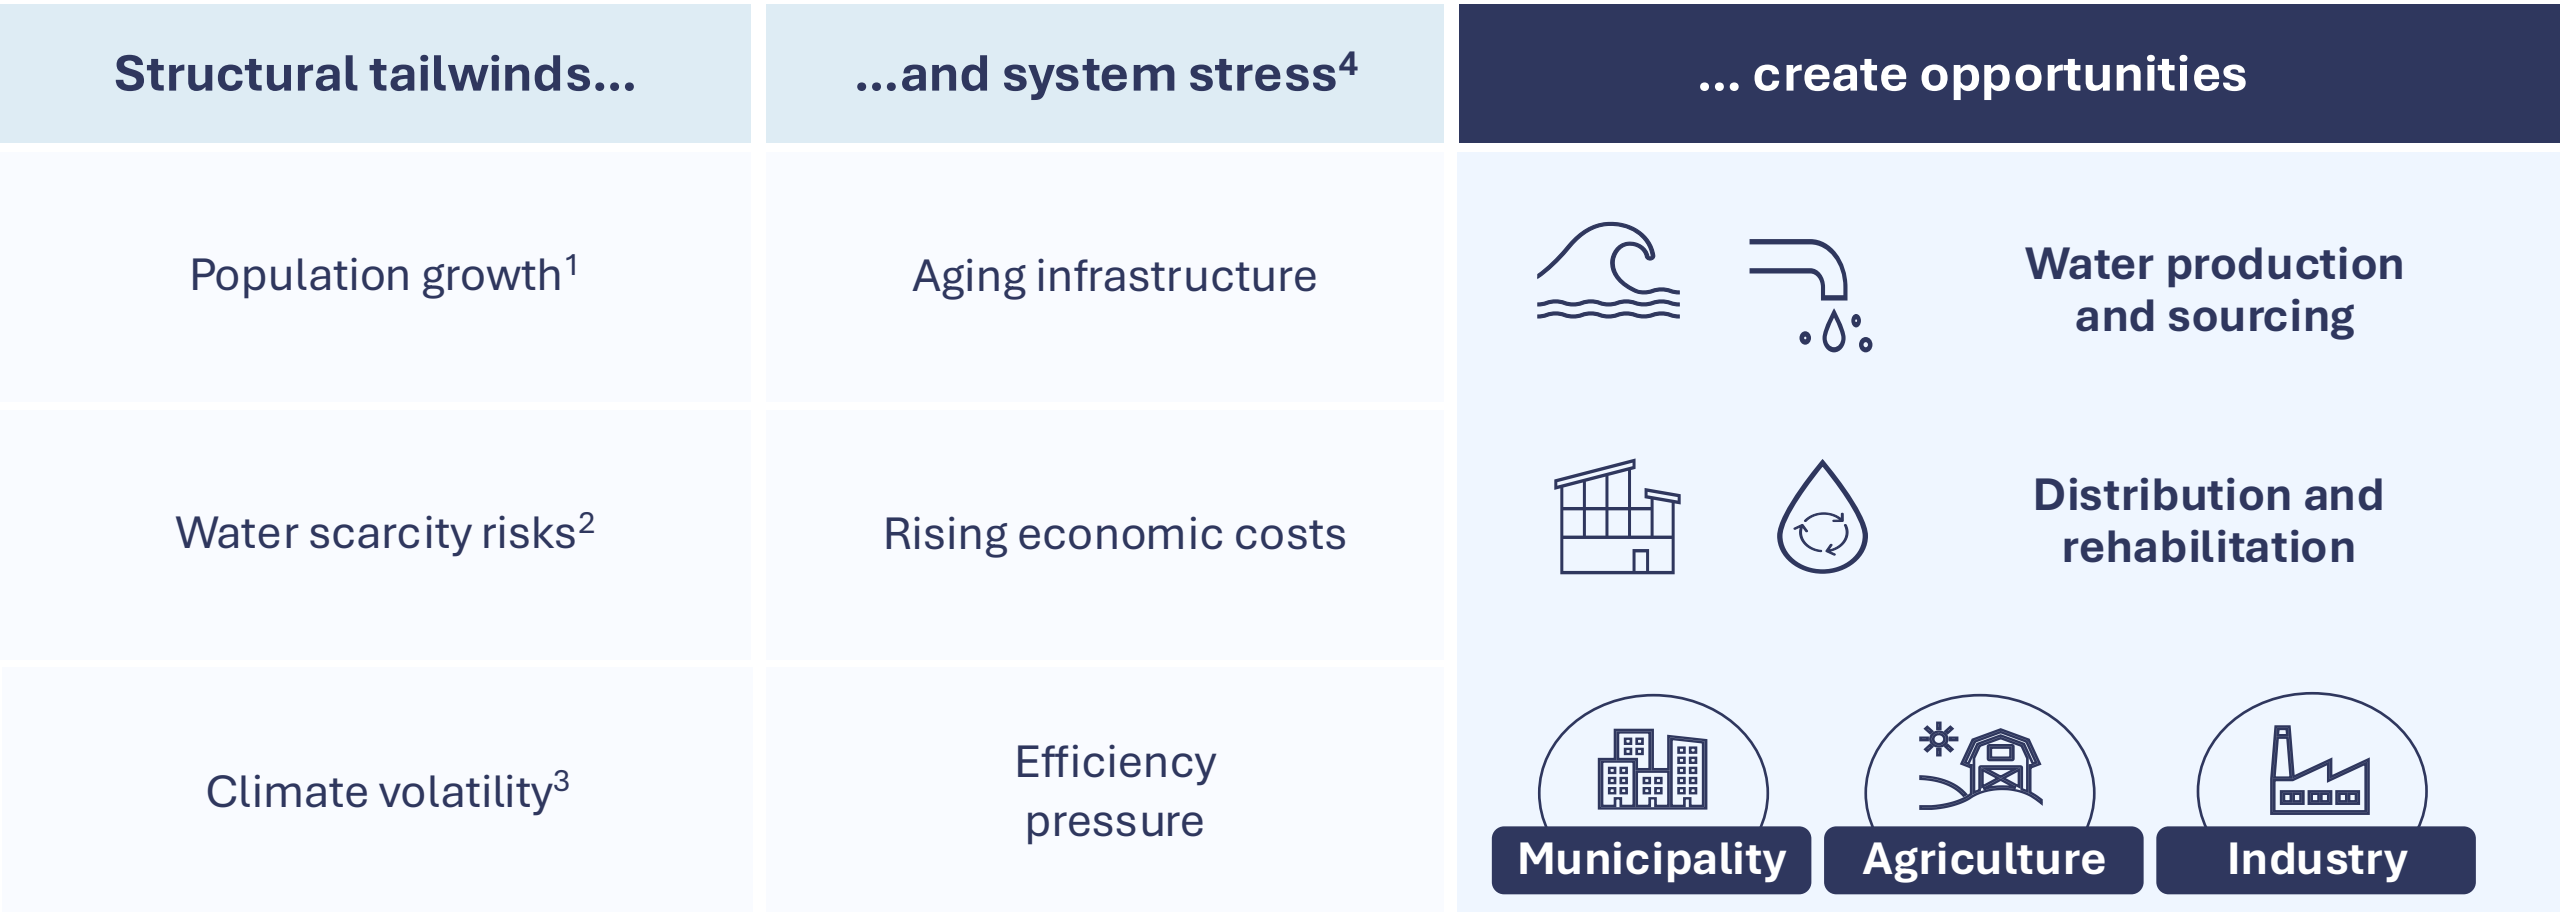 Structural tailwinds...
...and system stress⁴
... create opportunities
Population growth¹
Aging infrastructure
Water production
and sourcing
Water scarcity risks²
Rising economic costs
Distribution and
rehabilitation
Climate volatility³
Efficiency
pressure
Municipality
Agriculture
Industry